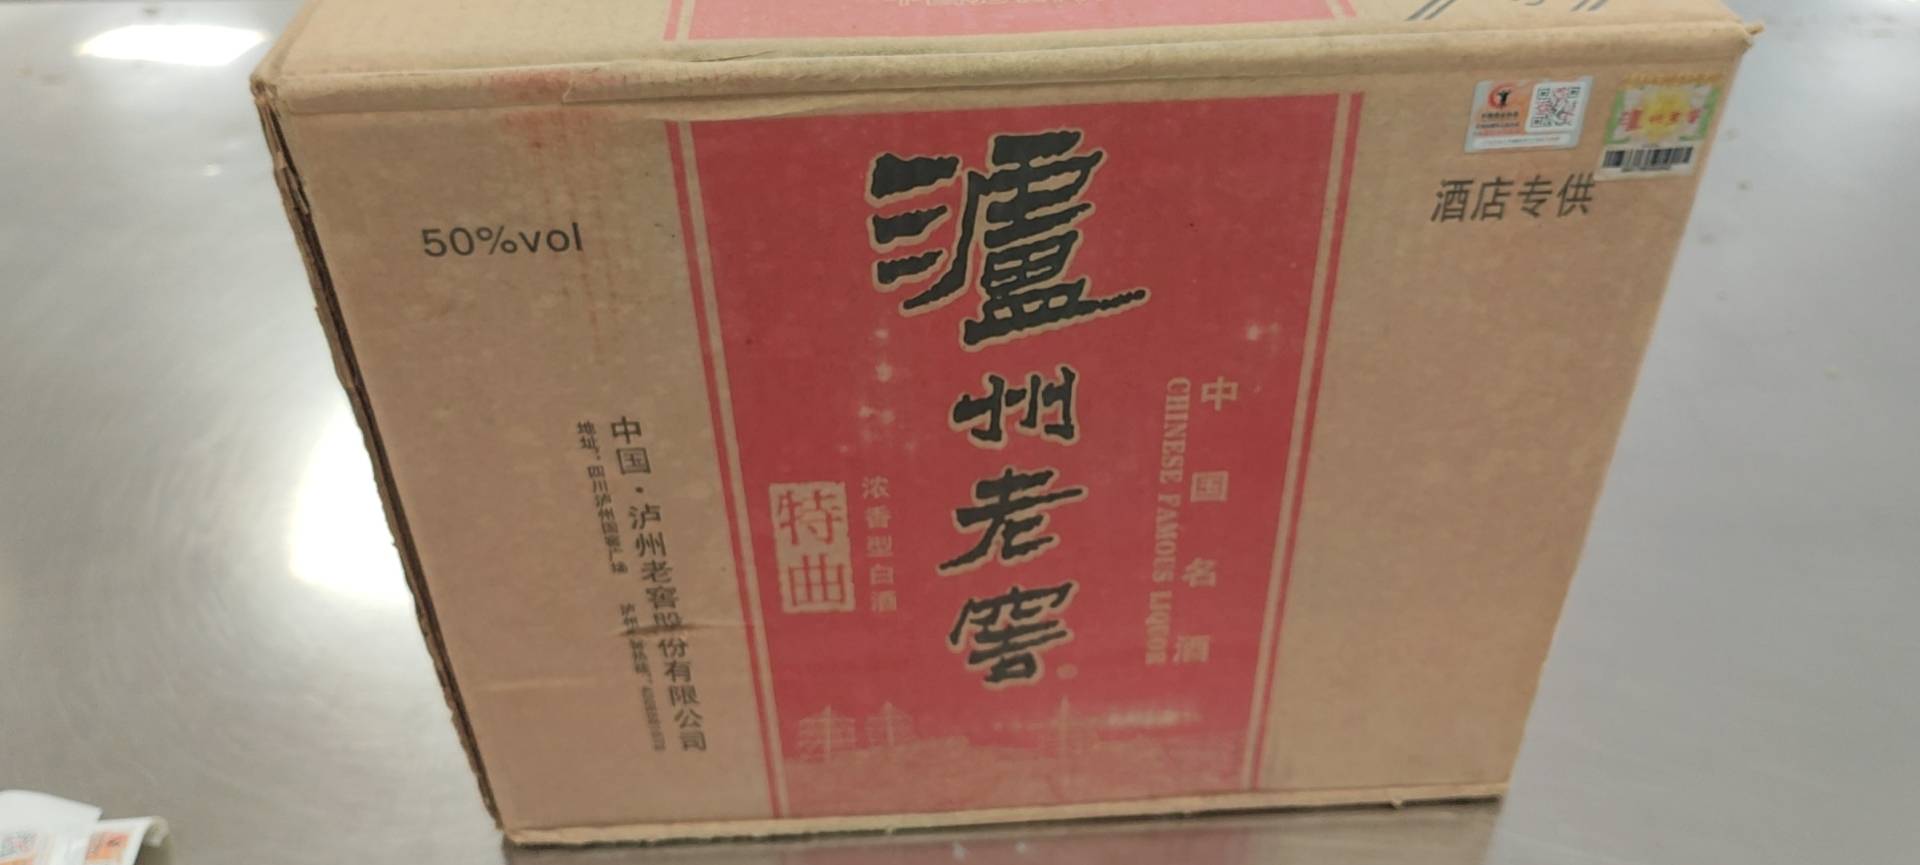 50%vol
瀘州老窖
中国名酒
CHINESE FAMOUS LIQUOR
浓香型白酒
特曲
酒店专供
中国·泸州老窖股份有限公司
地址：四川泸州国窖广场